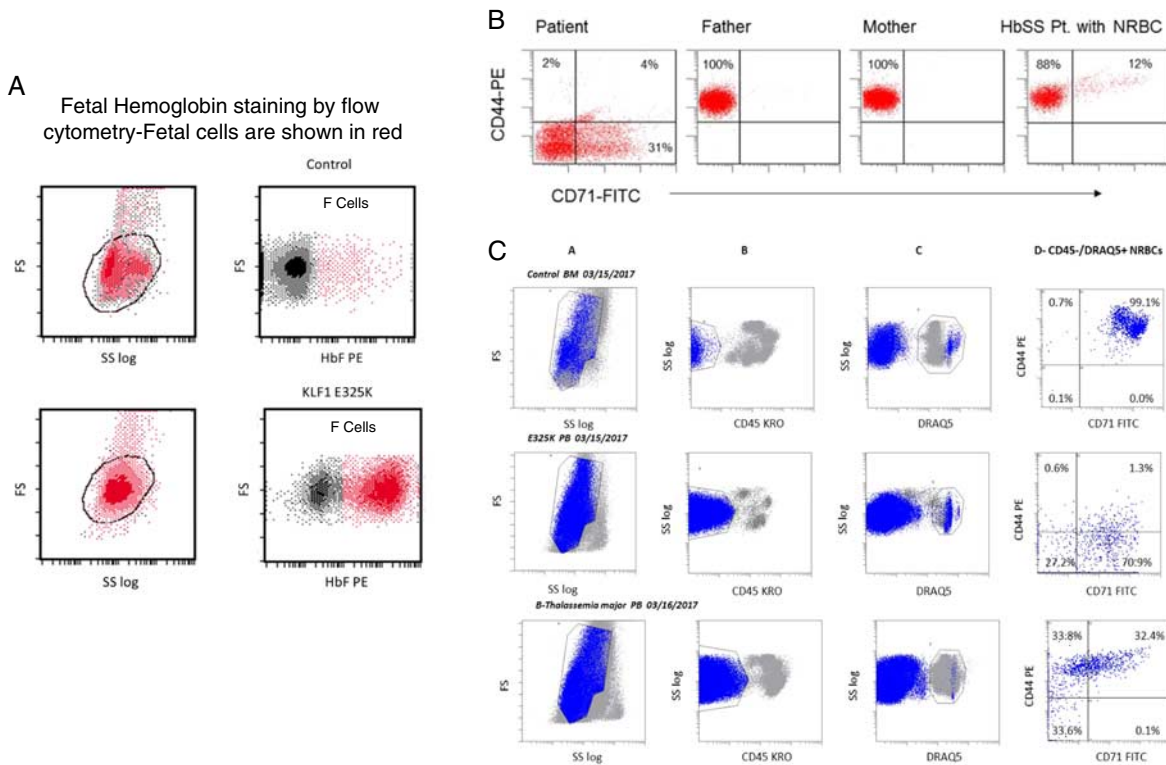 A
Fetal Hemoglobin staining by flow
cytometry-Fetal cells are shown in red
Control
FS
SS log
F Cells
FS
HbF PE
KLF1 E325K
FS
SS log
F Cells
FS
HbF PE
B
Patient
Father
Mother
HbSS Pt. with NRBC
CD44-PE
2%
4%
31%
100%
100%
88%
12%
CD71-FITC
C
A
B
C
D- CD45-/DRAQ5+ NRBCs
Control BM 03/15/2017
FS
SS log
SS log
CD45 KRO
SS log
DRAQ5
CD44 PE
0.7%
99.1%
0.1%
0.0%
CD71 FITC
E325K PB 03/15/2017
FS
SS log
SS log
CD45 KRO
SS log
DRAQ5
CD44 PE
0.6%
1.3%
27.2%
70.9%
CD71 FITC
B-Thalassemia major PB 03/16/2017
FS
SS log
SS log
CD45 KRO
SS log
DRAQ5
CD44 PE
33.8%
32.4%
33.6%
0.1%
CD71 FITC